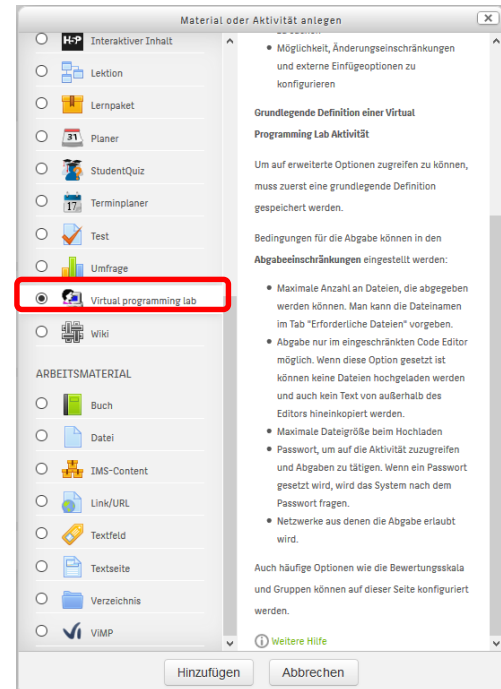 Material oder Aktivität anlegen
H-P Interaktiver Inhalt
Lektion
Lernpaket
31 Planer
StudentQuiz
17 Terminplaner
Test
Umfrage
Virtual programming lab
Wiki
ARBEITSMATERIAL
Buch
Datei
IMS-Content
Link/URL
Textfeld
Textseite
Verzeichnis
ViMP
Möglichkeit, Änderungseinschränkungen
und externe Einfügeoptionen zu
konfigurieren
Grundlegende Definition einer Virtual
Programming Lab Aktivität
Um auf erweiterte Optionen zugreifen zu können,
muss zuerst eine grundlegende Definition
gespeichert werden.
Bedingungen für die Abgabe können in den
Abgabeeinschränkungen eingestellt werden:
Maximale Anzahl an Dateien, die abgegeben
werden können. Man kann die Dateinamen
im Tab "Erforderliche Dateien" vorgeben.
Abgabe nur im eingeschränkten Code Editor
möglich. Wenn diese Option gesetzt ist
können keine Dateien hochgeladen werden
und auch kein Text von außerhalb des
Editors hineinkopiert werden.
Maximale Dateigröße beim Hochladen
Passwort, um auf die Aktivität zuzugreifen
und Abgaben zu tätigen. Wenn ein Passwort
gesetzt wird, wird das System nach dem
Passwort fragen.
Netzwerke aus denen die Abgabe erlaubt
wird.
Auch häufige Optionen wie die Bewertungsskala
und Gruppen können auf dieser Seite konfiguriert
werden.
Weitere Hilfe
Hinzufügen Abbrechen